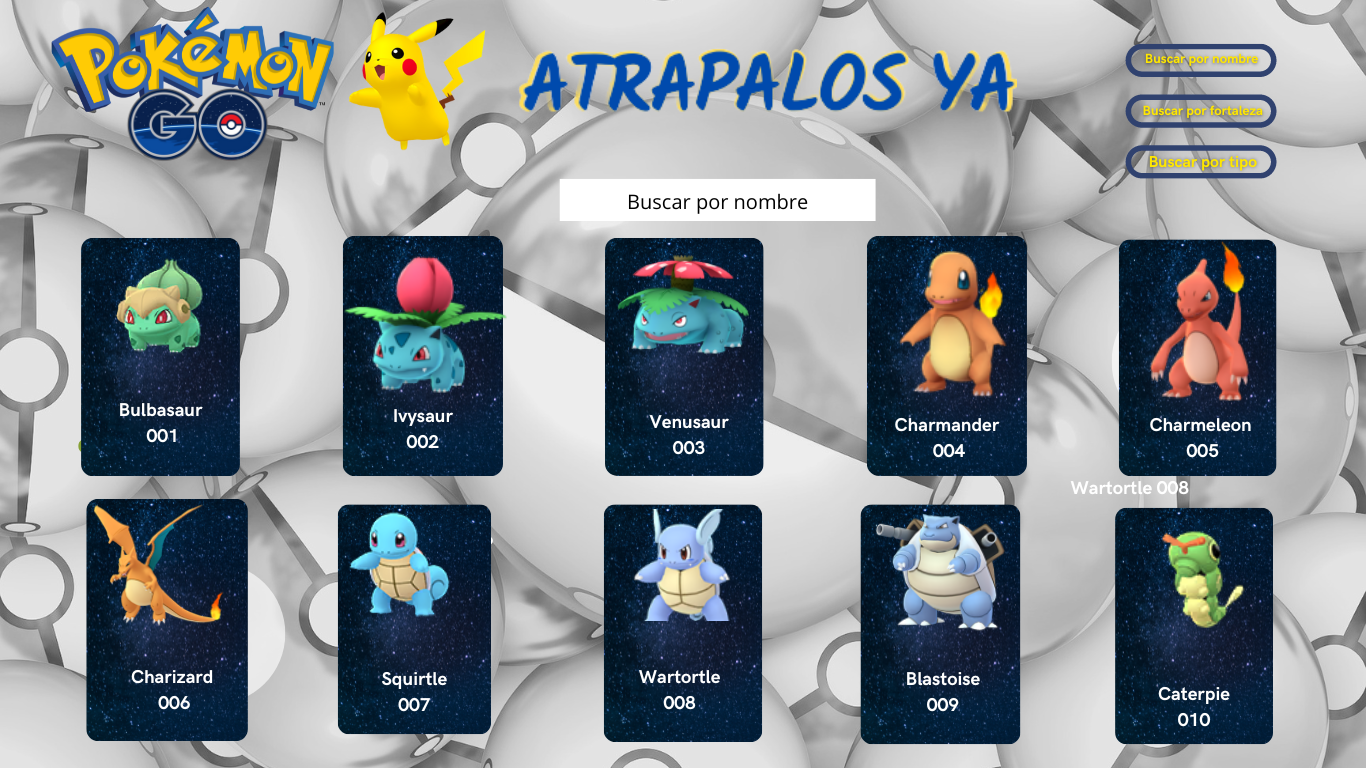 POKéMON
GO
™
ATRAPALOS YA
Buscar por nombre
Buscar por fortaleza
Buscar por tipo
Buscar por nombre
Bulbasaur
001
Ivysaur
002
Venusaur
003
Charmander
004
Charmeleon
005
Wartortle 008
Charizard
006
Squirtle
007
Wartortle
008
Blastoise
009
Caterpie
010